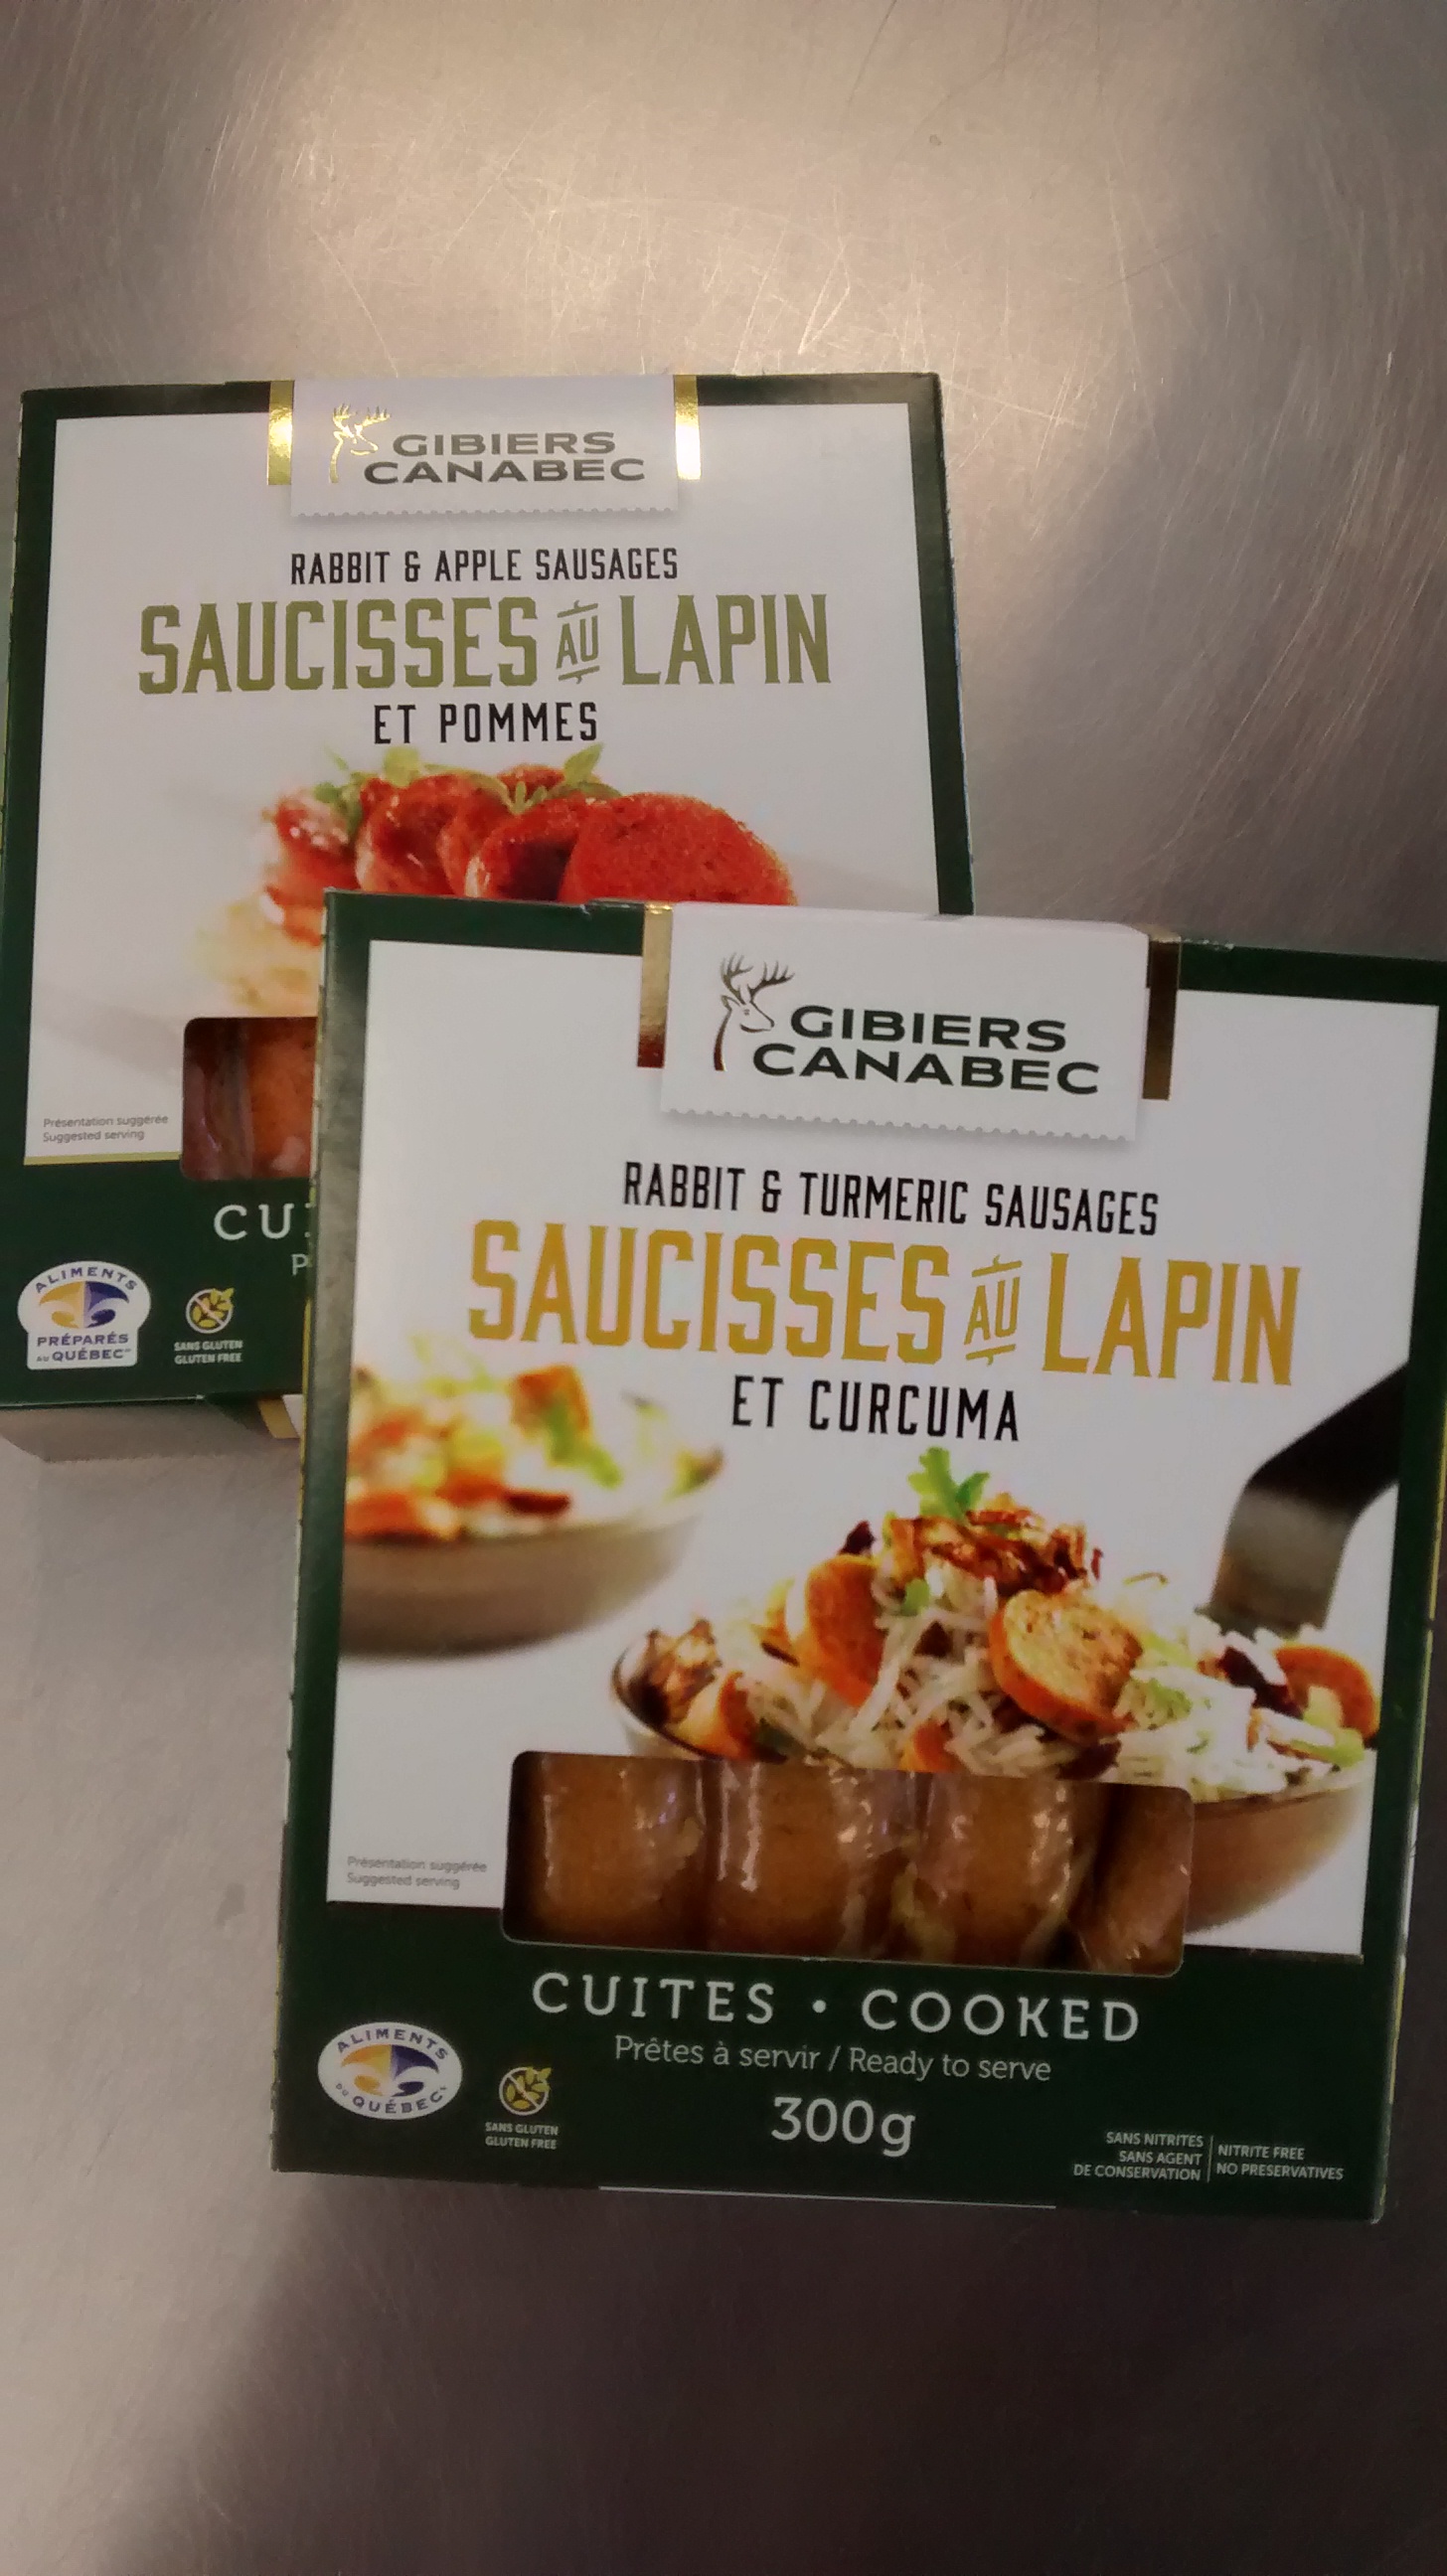 GIBIERS
CANABEC
RABBIT & APPLE SAUSAGES
SAUCISSES AU LAPIN
ET POMMES
Présentation suggérée
Suggested serving
ALIMENTS
PRÉPARÉS
AU QUÉBEC
SANS GLUTEN
GLUTEN FREE
GIBIERS
CANABEC
RABBIT & TURMERIC SAUSAGES
SAUCISSES AU LAPIN
ET CURCUMA
Présentation suggérée
Suggested serving
CUITES • COOKED
Prêtes à servir / Ready to serve
300g
ALIMENTS
DU QUÉBEC
SANS GLUTEN
GLUTEN FREE
SANS NITRITES
SANS AGENT
DE CONSERVATION
NITRITE FREE
NO PRESERVATIVES